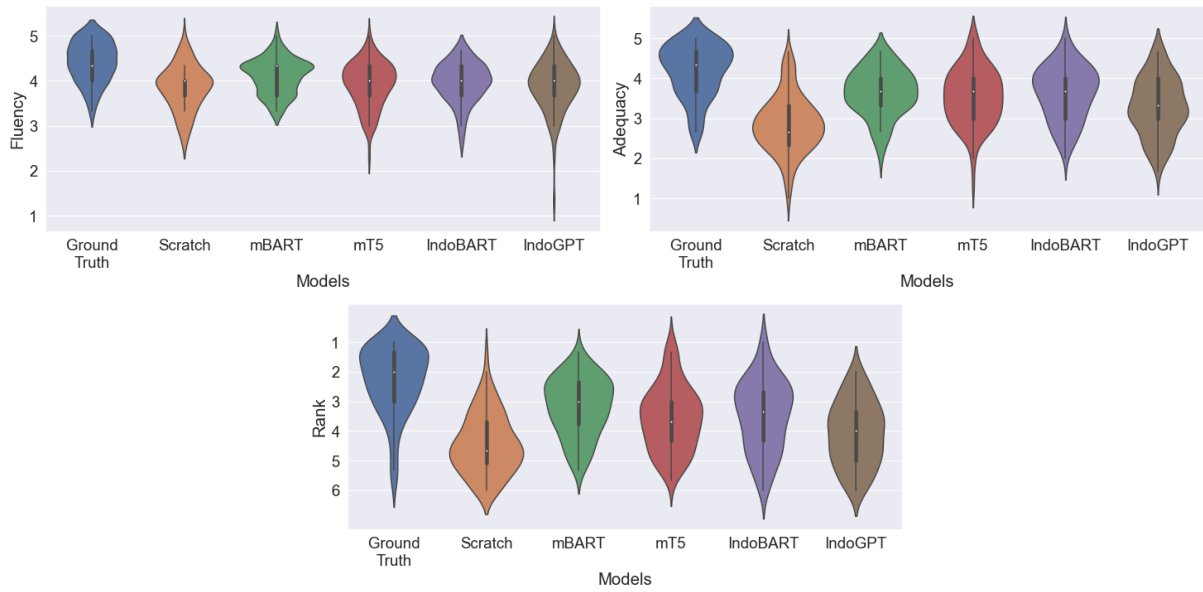 Fluency
5
4
3
2
1
Ground Truth
Scratch
mBART
mT5
IndoBART
IndoGPT
Models
Adequacy
5
4
3
2
1
Ground Truth
Scratch
mBART
mT5
IndoBART
IndoGPT
Models
Rank
1
2
3
4
5
6
Ground Truth
Scratch
mBART
mT5
IndoBART
IndoGPT
Models